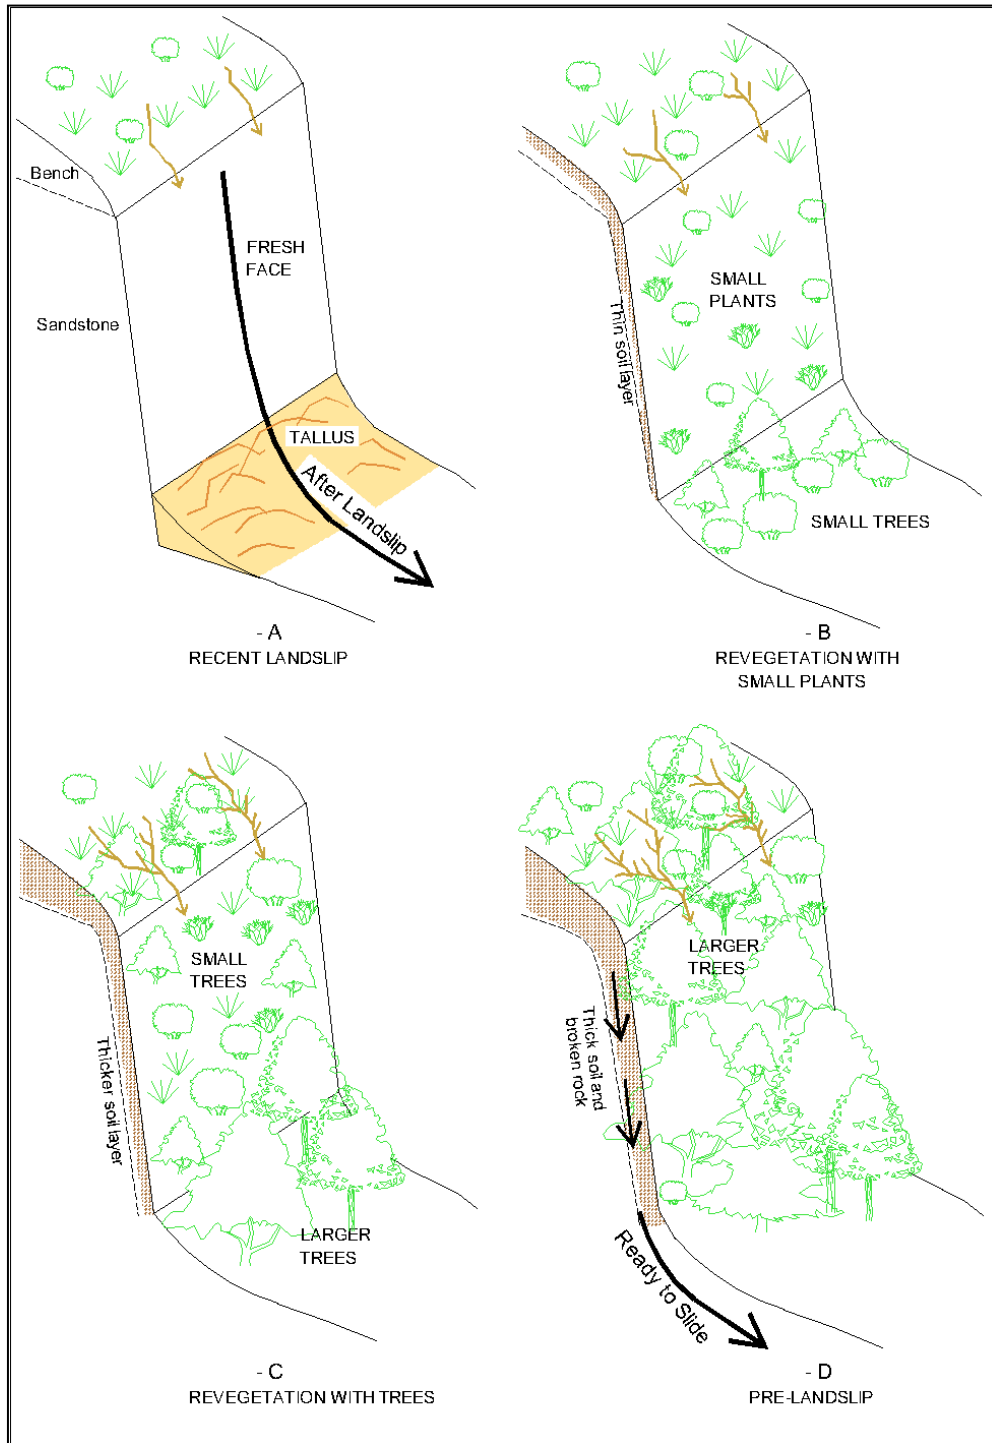 Bench
FRESH
FACE
Sandstone
TALLUS
After Landslip
- A
RECENT LANDSLIP
SMALL
PLANTS
Thin soil layer
SMALL TREES
- B
REVEGETATION WITH
SMALL PLANTS
SMALL
TREES
Thicker soil layer
LARGER
TREES
- C
REVEGETATION WITH TREES
LARGER
TREES
Thick soil and
broken rock
Ready to Slide
- D
PRE-LANDSLIP